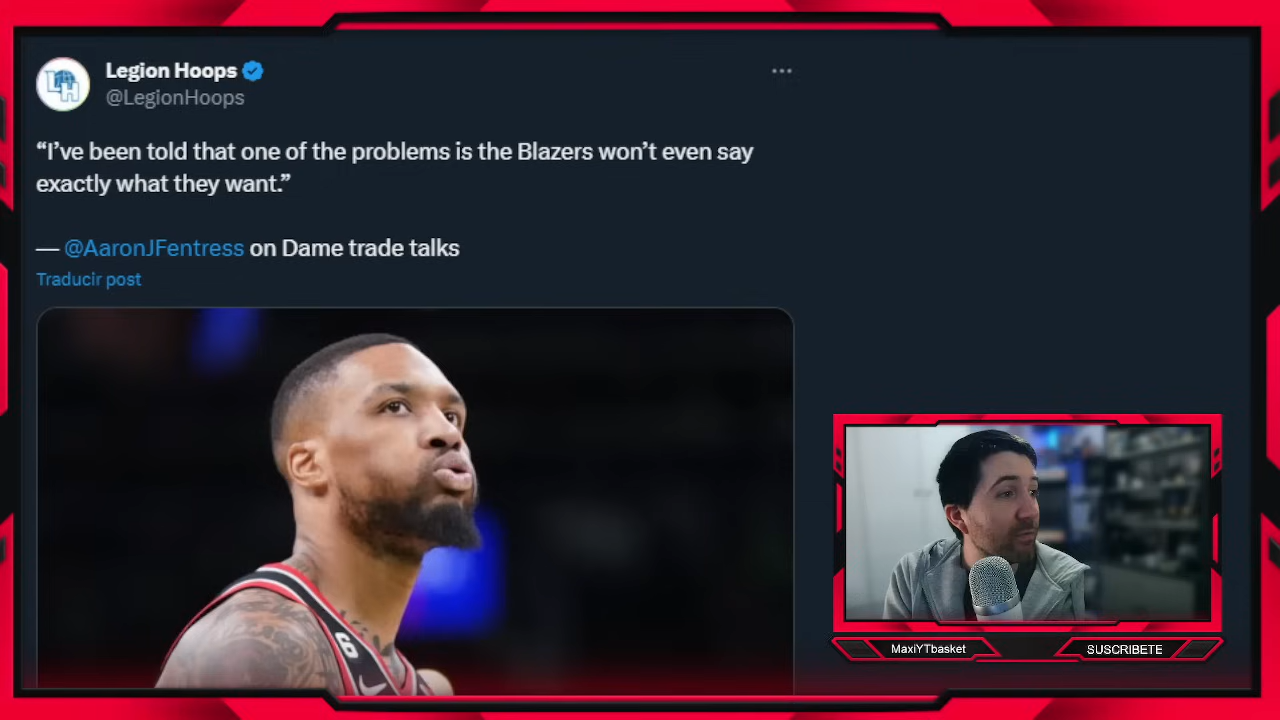 Legion Hoops
@LegionHoops
“I’ve been told that one of the problems is the Blazers won’t even say
exactly what they want.”
— @AaronJFentress on Dame trade talks
Traducir post
6
MaxiYTbasket
SUSCRIBETE